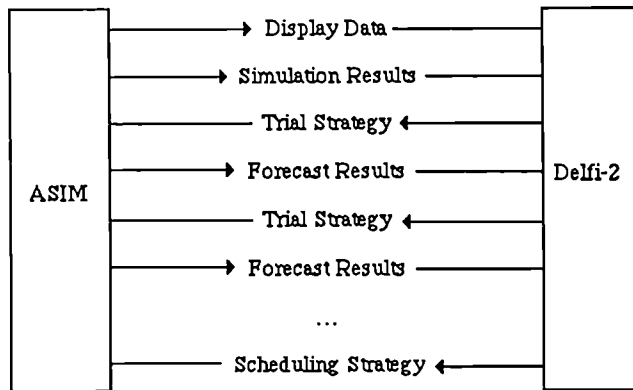 Display Data
Simulation Results
Trial Strategy
Forecast Results
ASIM
Delfi-2
Trial Strategy
Forecast Results
...
Scheduling Strategy